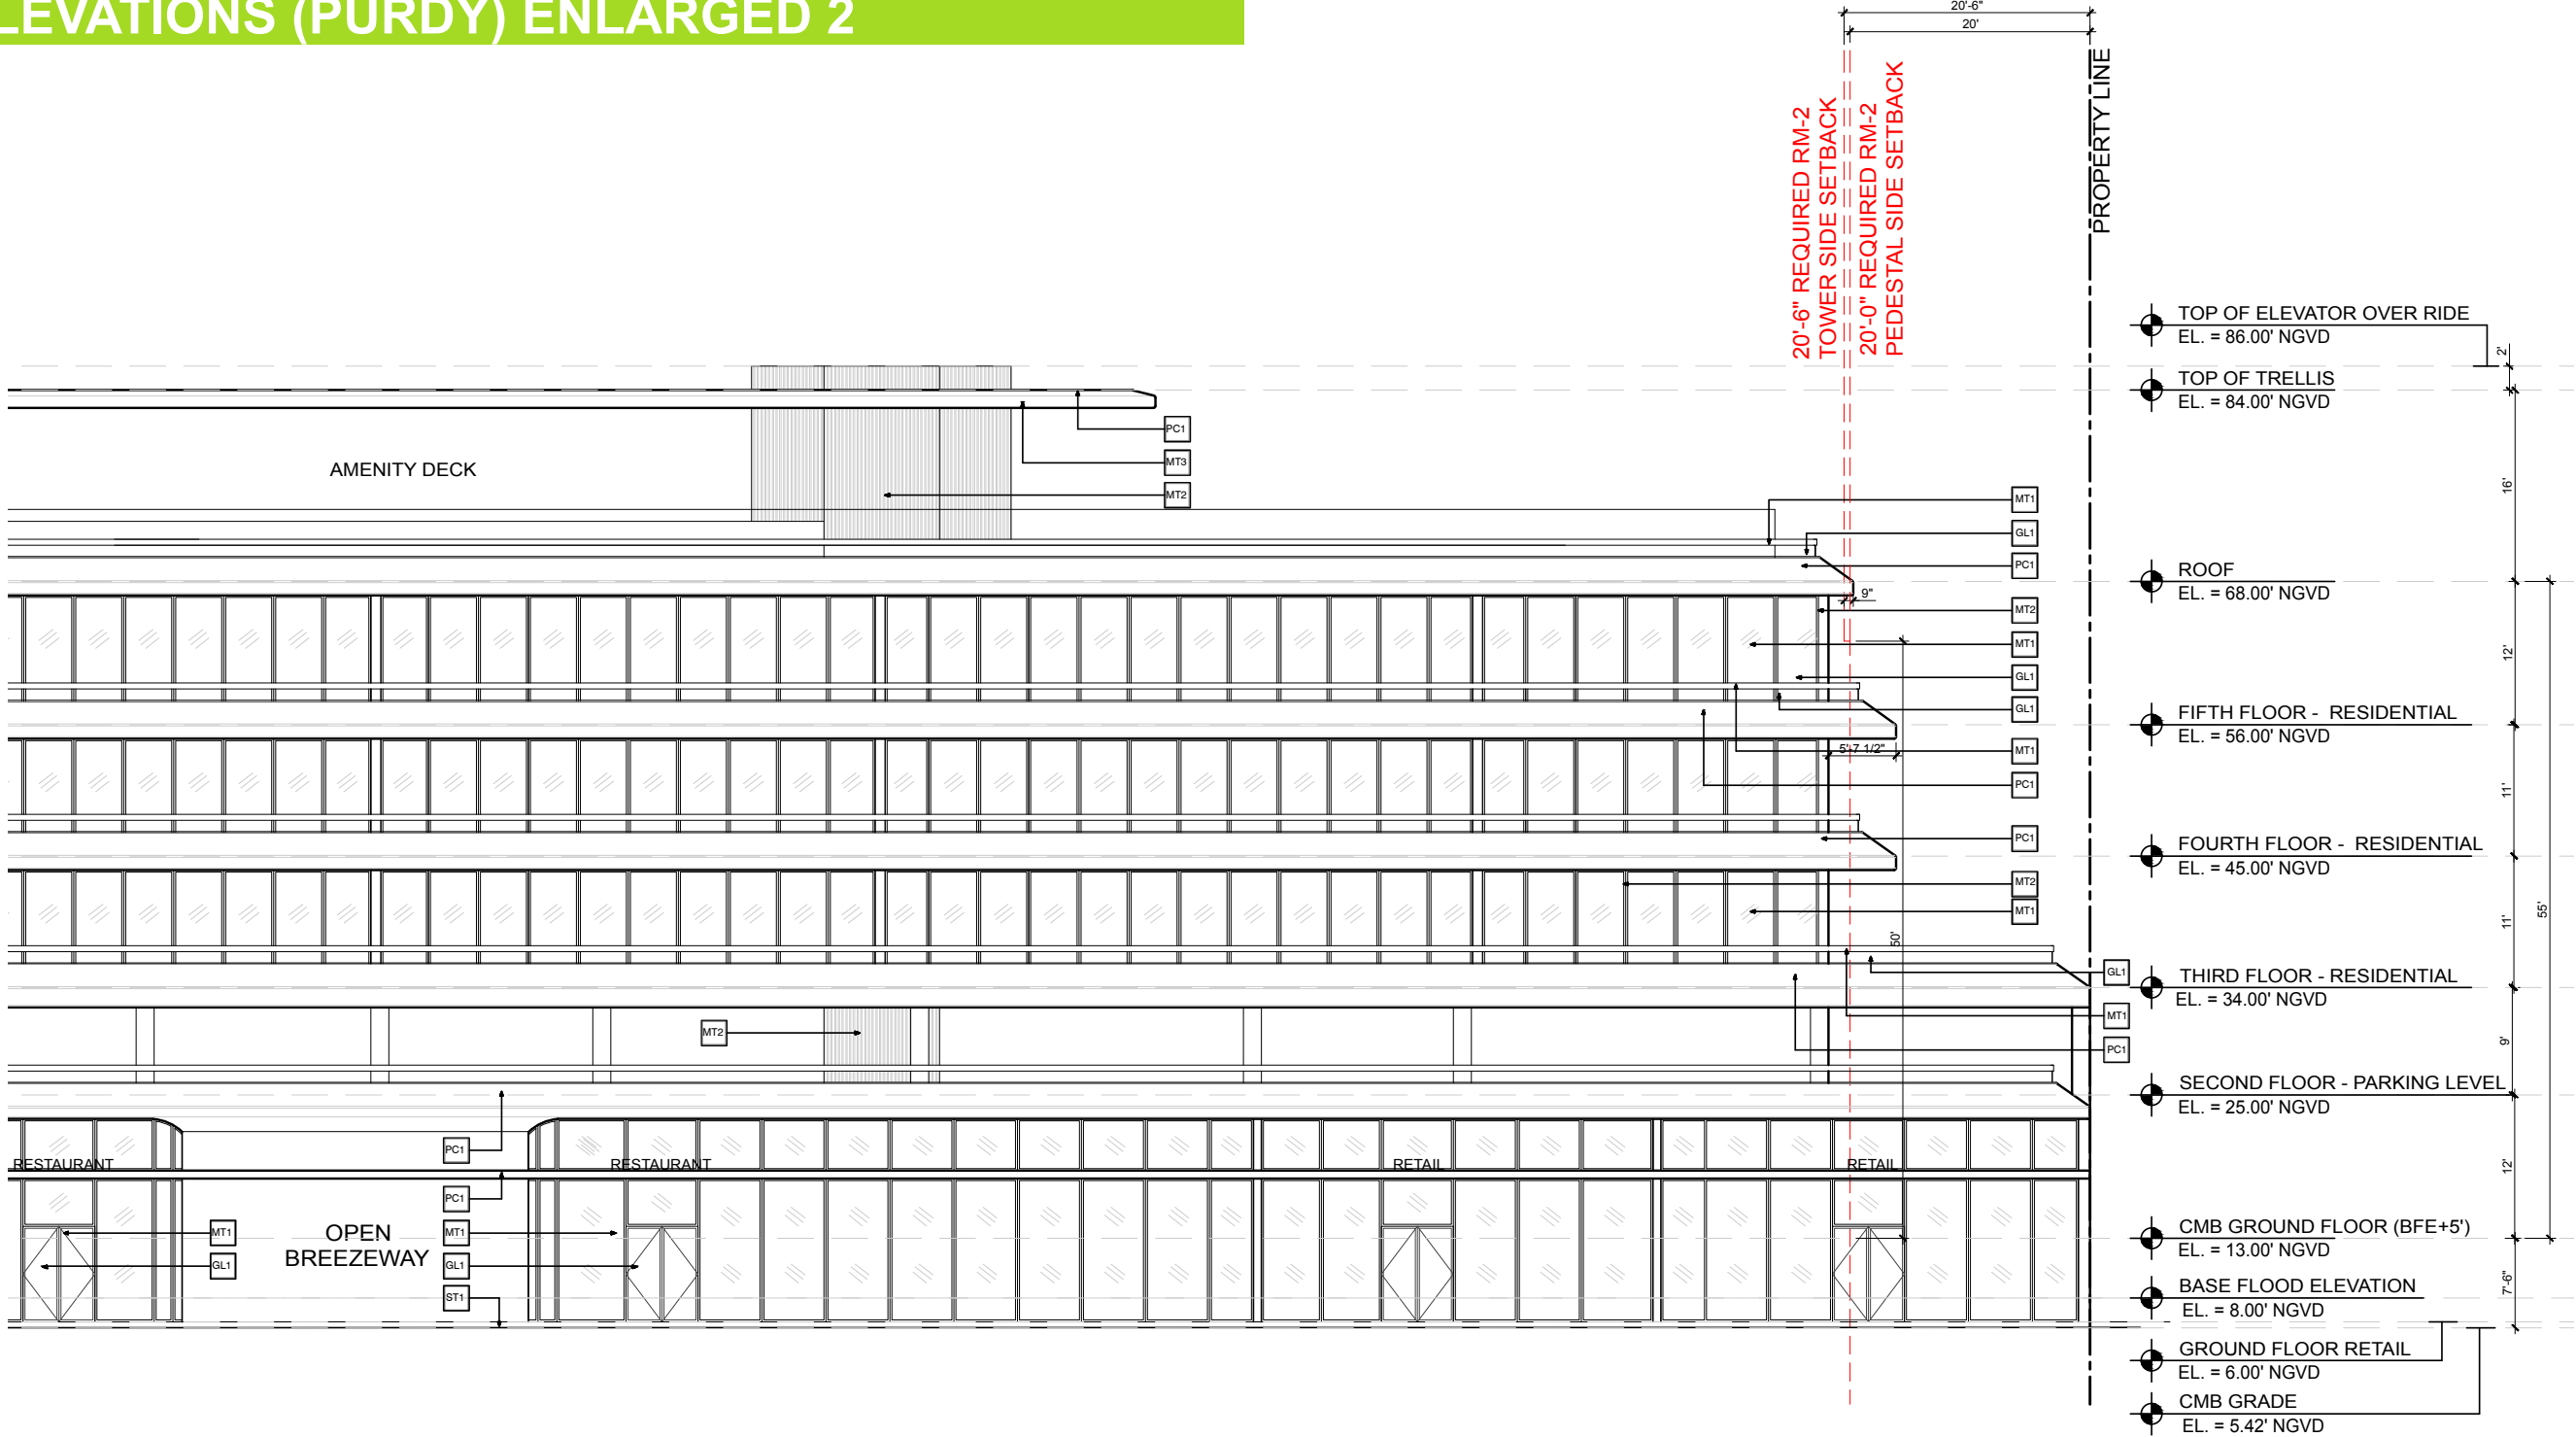 LEVATIONS (PURDY) ENLARGED 2
20'-6"
20'
20'-6" REQUIRED RM-2
TOWER SIDE SETBACK
20'-0" REQUIRED RM-2
PEDESTAL SIDE SETBACK
PROPERTY LINE
TOP OF ELEVATOR OVER RIDE
EL. = 86.00' NGVD
2'
TOP OF TRELLIS
EL. = 84.00' NGVD
PC1
MT3
MT2
AMENITY DECK
16'
MT1
GL1
PC1
ROOF
EL. = 68.00' NGVD
9"
MT2
MT1
GL1
GL1
12'
FIFTH FLOOR - RESIDENTIAL
EL. = 56.00' NGVD
5'-7 1/2"
MT1
PC1
11'
PC1
FOURTH FLOOR - RESIDENTIAL
EL. = 45.00' NGVD
MT2
MT1
11'
55'
50'
GL1
THIRD FLOOR - RESIDENTIAL
EL. = 34.00' NGVD
MT1
MT2
PC1
9'
SECOND FLOOR - PARKING LEVEL
EL. = 25.00' NGVD
PC1
RESTAURANT
RESTAURANT
RETAIL
RETAIL
12'
PC1
MT1
OPEN
BREEZEWAY
MT1
GL1
GL1
ST1
CMB GROUND FLOOR (BFE+5')
EL. = 13.00' NGVD
7'-6"
BASE FLOOD ELEVATION
EL. = 8.00' NGVD
GROUND FLOOR RETAIL
EL. = 6.00' NGVD
CMB GRADE
EL. = 5.42' NGVD